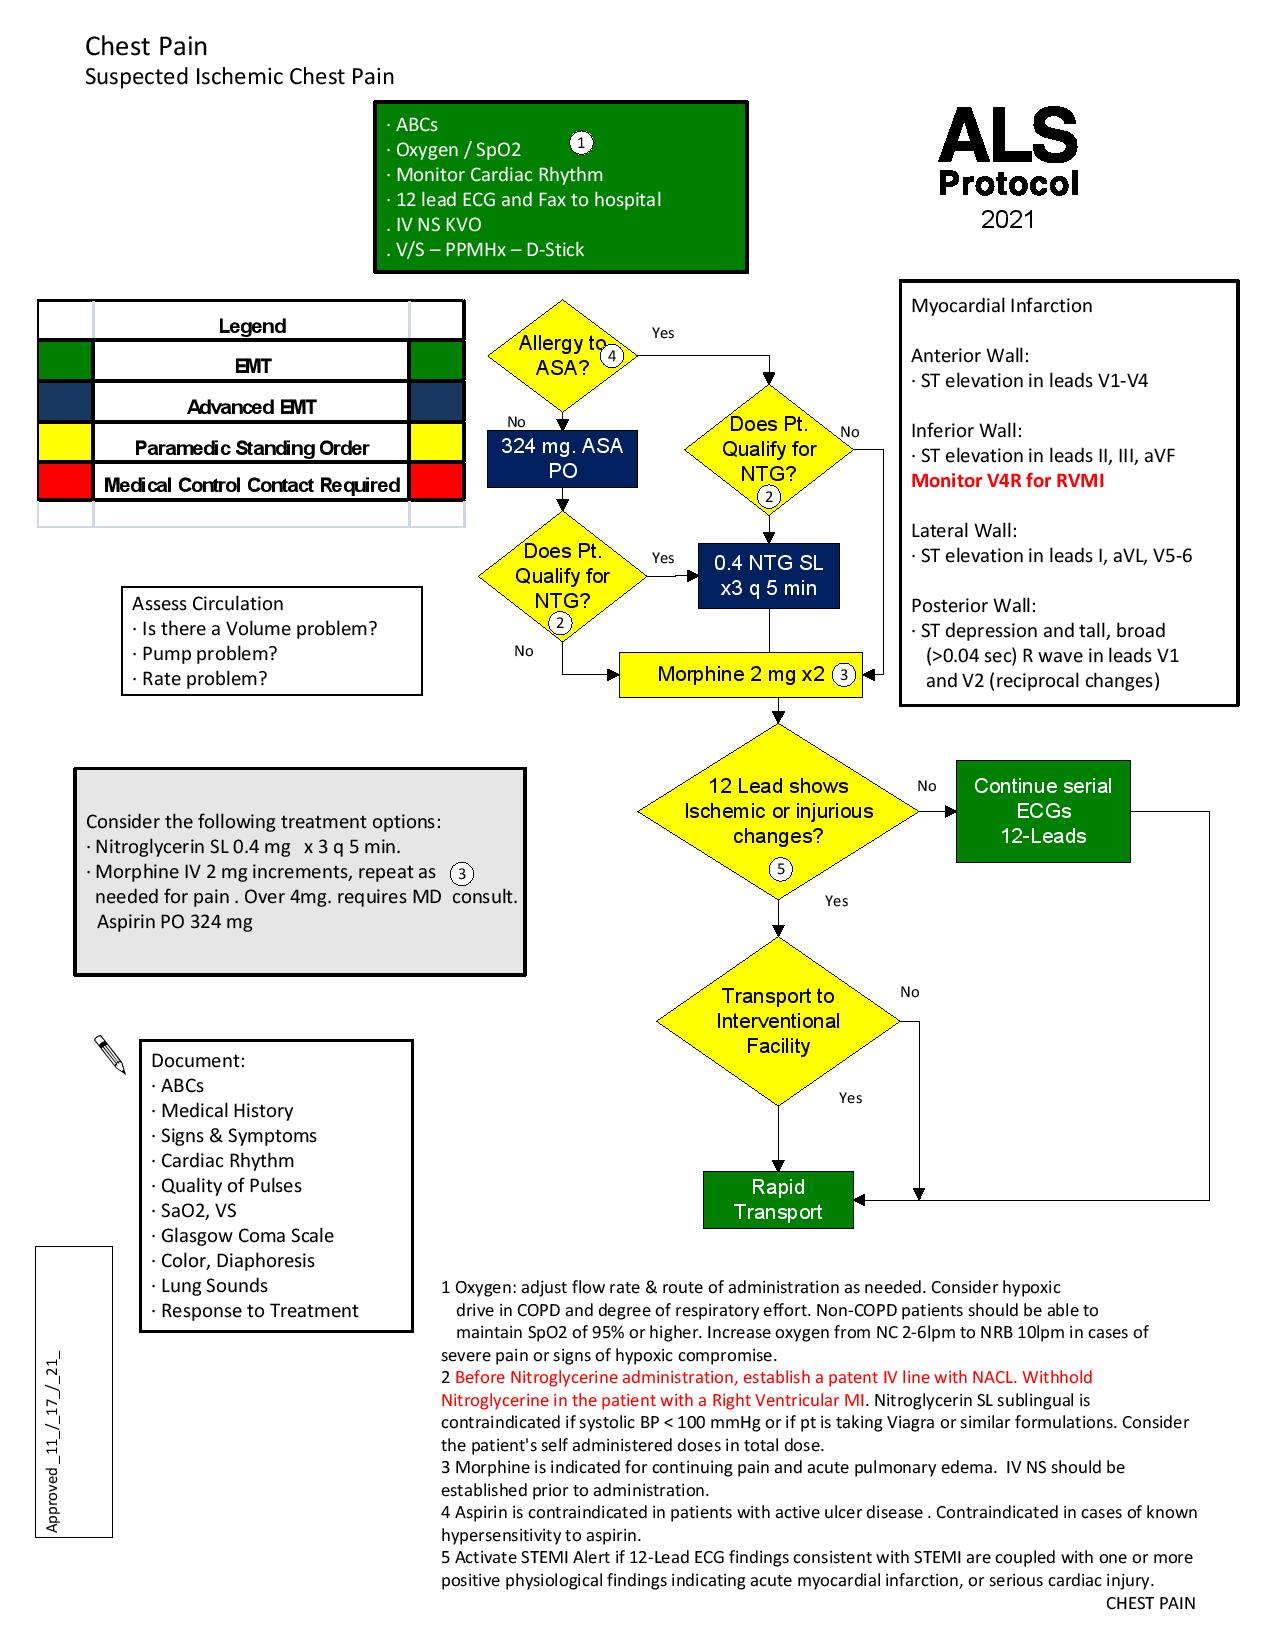 Chest Pain
Suspected Ischemic Chest Pain
· ABCs
· Oxygen / SpO2 1
· Monitor Cardiac Rhythm
· 12 lead ECG and Fax to hospital
. IV NS KVO
. V/S – PPMHx – D-Stick
ALS
Protocol
2021
Legend
EMT
Advanced EMT
Paramedic Standing Order
Medical Control Contact Required
Allergy to
ASA? 4
Yes
No
324 mg. ASA
PO
Does Pt.
Qualify for
NTG?
2
No
Does Pt.
Qualify for
NTG?
2
Yes
No
0.4 NTG SL
x3 q 5 min
Morphine 2 mg x2 3
Myocardial Infarction
Anterior Wall:
· ST elevation in leads V1-V4
Inferior Wall:
· ST elevation in leads II, III, aVF
Monitor V4R for RVMI
Lateral Wall:
· ST elevation in leads I, aVL, V5-6
Posterior Wall:
· ST depression and tall, broad
(>0.04 sec) R wave in leads V1
and V2 (reciprocal changes)
Assess Circulation
· Is there a Volume problem?
· Pump problem?
· Rate problem?
12 Lead shows
Ischemic or injurious
changes?
5
No
Yes
Continue serial
ECGs
12-Leads
Consider the following treatment options:
· Nitroglycerin SL 0.4 mg x 3 q 5 min.
· Morphine IV 2 mg increments, repeat as 3
needed for pain . Over 4mg. requires MD consult.
Aspirin PO 324 mg
Transport to
Interventional
Facility
No
Yes
Rapid
Transport
Document:
· ABCs
· Medical History
· Signs & Symptoms
· Cardiac Rhythm
· Quality of Pulses
· SaO2, VS
· Glasgow Coma Scale
· Color, Diaphoresis
· Lung Sounds
· Response to Treatment
Approved _11_/_17_/_21_
1 Oxygen: adjust flow rate & route of administration as needed. Consider hypoxic
drive in COPD and degree of respiratory effort. Non-COPD patients should be able to
maintain SpO2 of 95% or higher. Increase oxygen from NC 2-6lpm to NRB 10lpm in cases of
severe pain or signs of hypoxic compromise.
2 Before Nitroglycerine administration, establish a patent IV line with NACL. Withhold
Nitroglycerine in the patient with a Right Ventricular MI. Nitroglycerin SL sublingual is
contraindicated if systolic BP < 100 mmHg or if pt is taking Viagra or similar formulations. Consider
the patient's self administered doses in total dose.
3 Morphine is indicated for continuing pain and acute pulmonary edema. IV NS should be
established prior to administration.
4 Aspirin is contraindicated in patients with active ulcer disease . Contraindicated in cases of known
hypersensitivity to aspirin.
5 Activate STEMI Alert if 12-Lead ECG findings consistent with STEMI are coupled with one or more
positive physiological findings indicating acute myocardial infarction, or serious cardiac injury.
CHEST PAIN